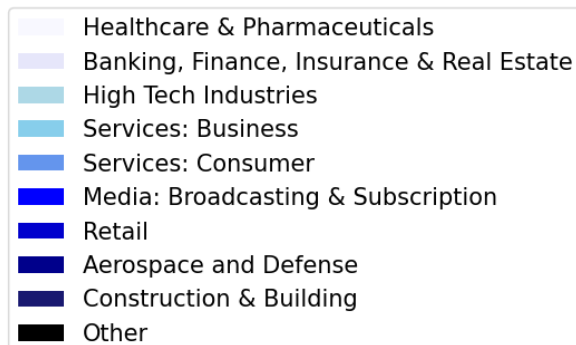 Healthcare & Pharmaceuticals
Banking, Finance, Insurance & Real Estate
High Tech Industries
Services: Business
Services: Consumer
Media: Broadcasting & Subscription
Retail
Aerospace and Defense
Construction & Building
Other